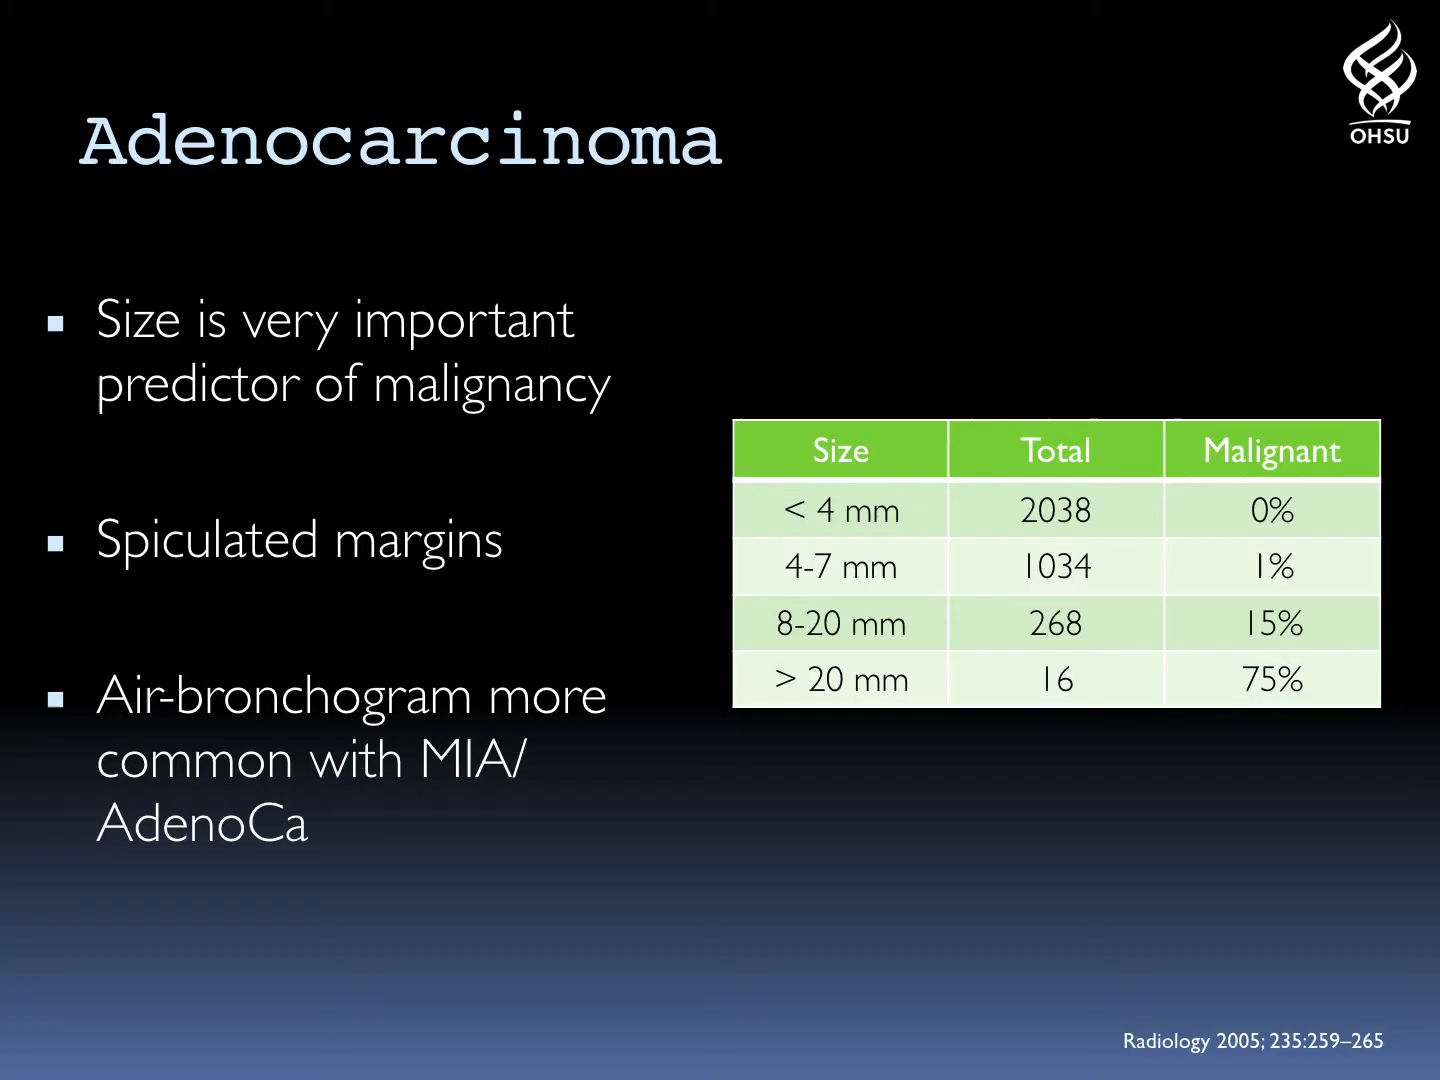 OHSU
Adenocarcinoma
▪ Size is very important
predictor of malignancy
▪ Spiculated margins
▪ Air-bronchogram more
common with MIA/
AdenoCa
Size Total Malignant
< 4 mm 2038 0%
4-7 mm 1034 1%
8-20 mm 268 15%
> 20 mm 16 75%
Radiology 2005; 235:259–265